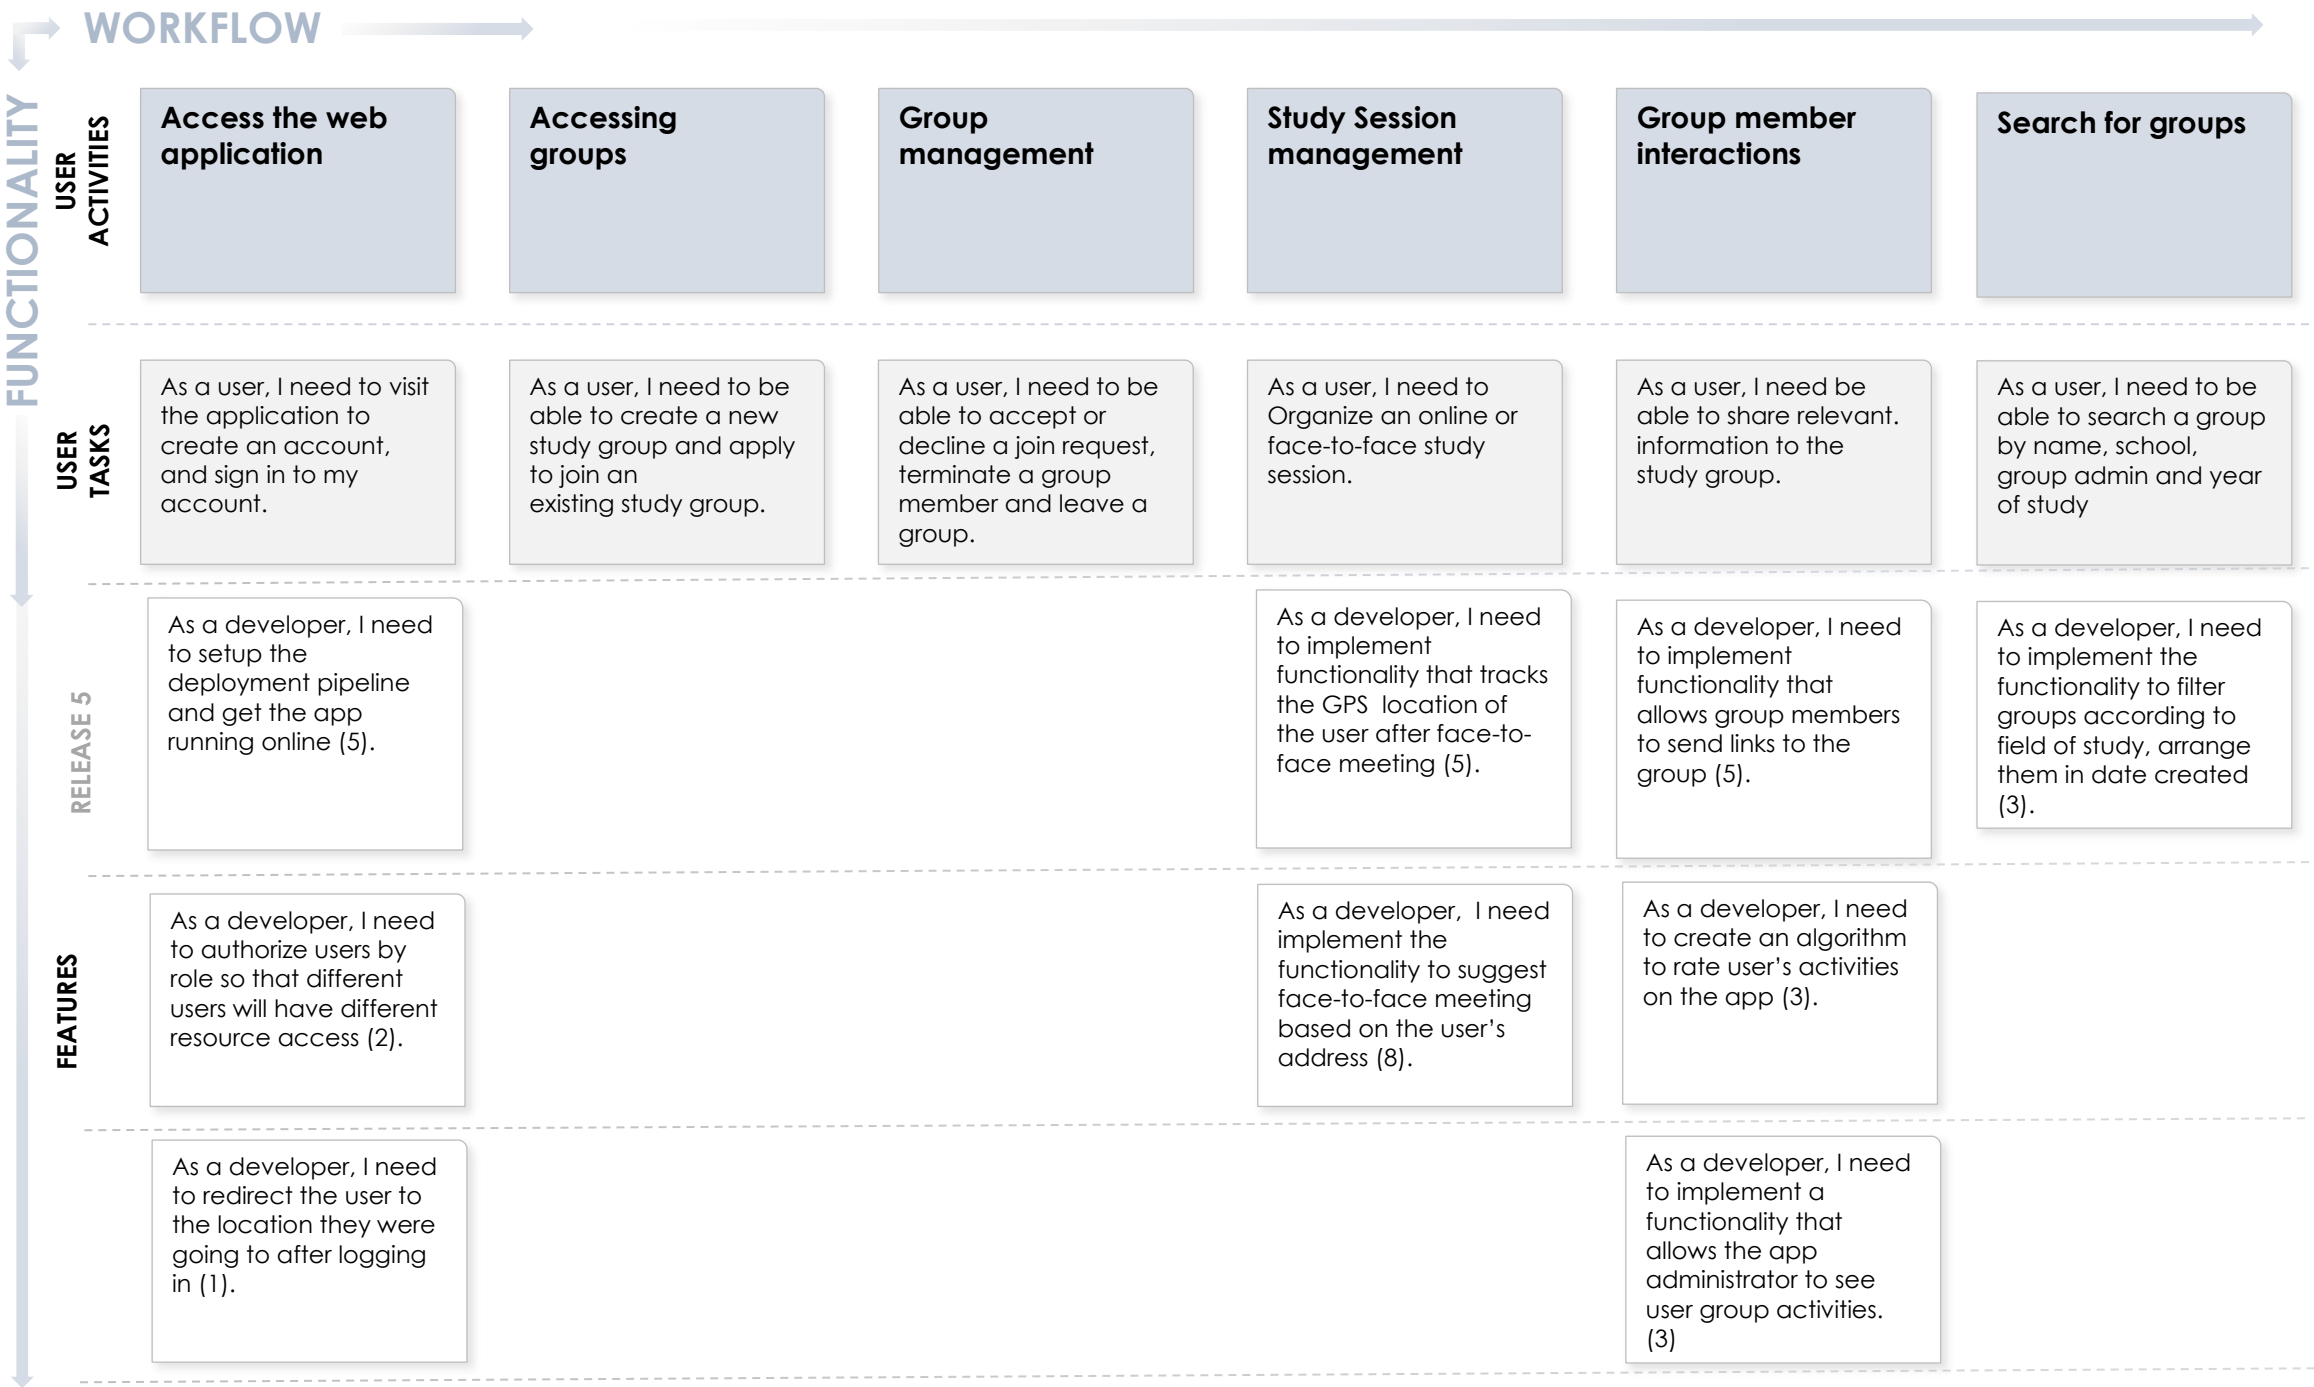 WORKFLOW
FUNCTIONALITY
USER
ACTIVITIES
Access the web
application
Accessing
groups
Group
management
Study Session
management
Group member
interactions
Search for groups
USER
TASKS
As a user, I need to visit
the application to
create an account,
and sign in to my
account.
As a user, I need to be
able to create a new
study group and apply
to join an
existing study group.
As a user, I need to be
able to accept or
decline a join request,
terminate a group
member and leave a
group.
As a user, I need to
Organize an online or
face-to-face study
session.
As a user, I need be
able to share relevant.
information to the
study group.
As a user, I need to be
able to search a group
by name, school,
group admin and year
of study
RELEASE 5
As a developer, I need
to setup the
deployment pipeline
and get the app
running online (5).
As a developer, I need
to implement
functionality that tracks
the GPS  location of
the user after face-to-
face meeting (5).
As a developer, I need
to implement
functionality that
allows group members
to send links to the
group (5).
As a developer, I need
to implement the
functionality to filter
groups according to
field of study, arrange
them in date created
(3).
FEATURES
As a developer, I need
to authorize users by
role so that different
users will have different
resource access (2).
As a developer,  I need
implement the
functionality to suggest
face-to-face meeting
based on the user’s
address (8).
As a developer, I need
to create an algorithm
to rate user’s activities
on the app (3).
As a developer, I need
to redirect the user to
the location they were
going to after logging
in (1).
As a developer, I need
to implement a
functionality that
allows the app
administrator to see
user group activities.
(3)